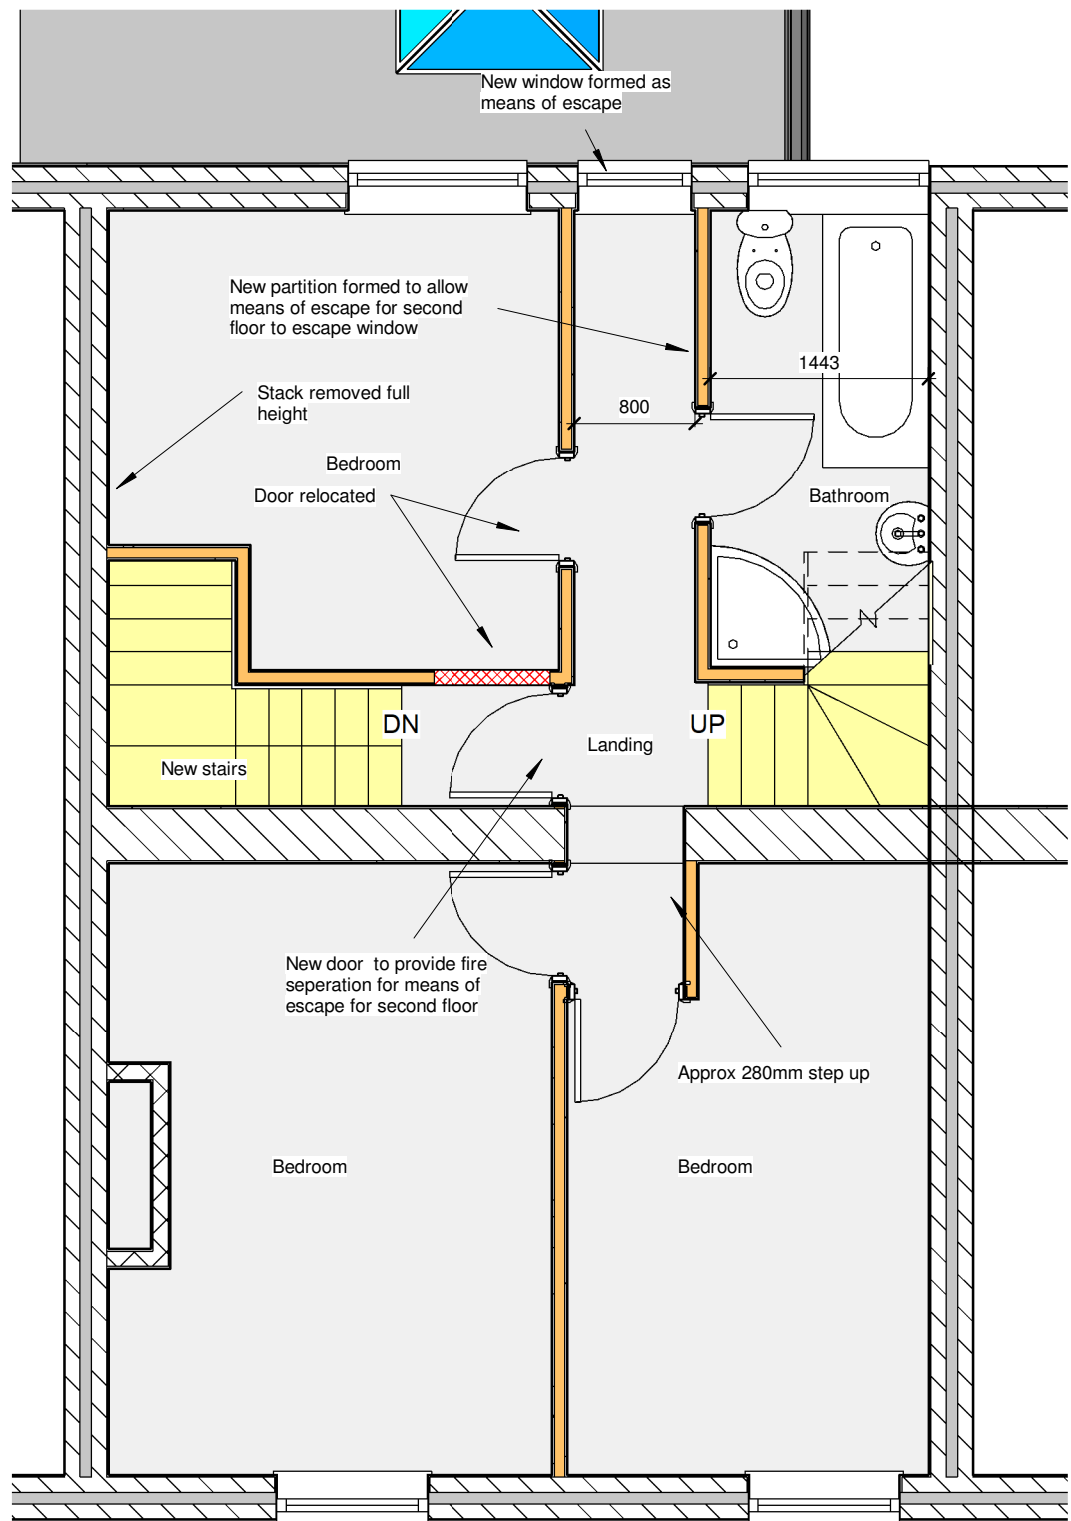 New window formed as
means of escape
New partition formed to allow
means of escape for second
floor to escape window
1443
Stack removed full
height
800
Bedroom
Door relocated
Bathroom
DN
UP
Landing
New stairs
New door to provide fire
seperation for means of
escape for second floor
Approx 280mm step up
Bedroom
Bedroom